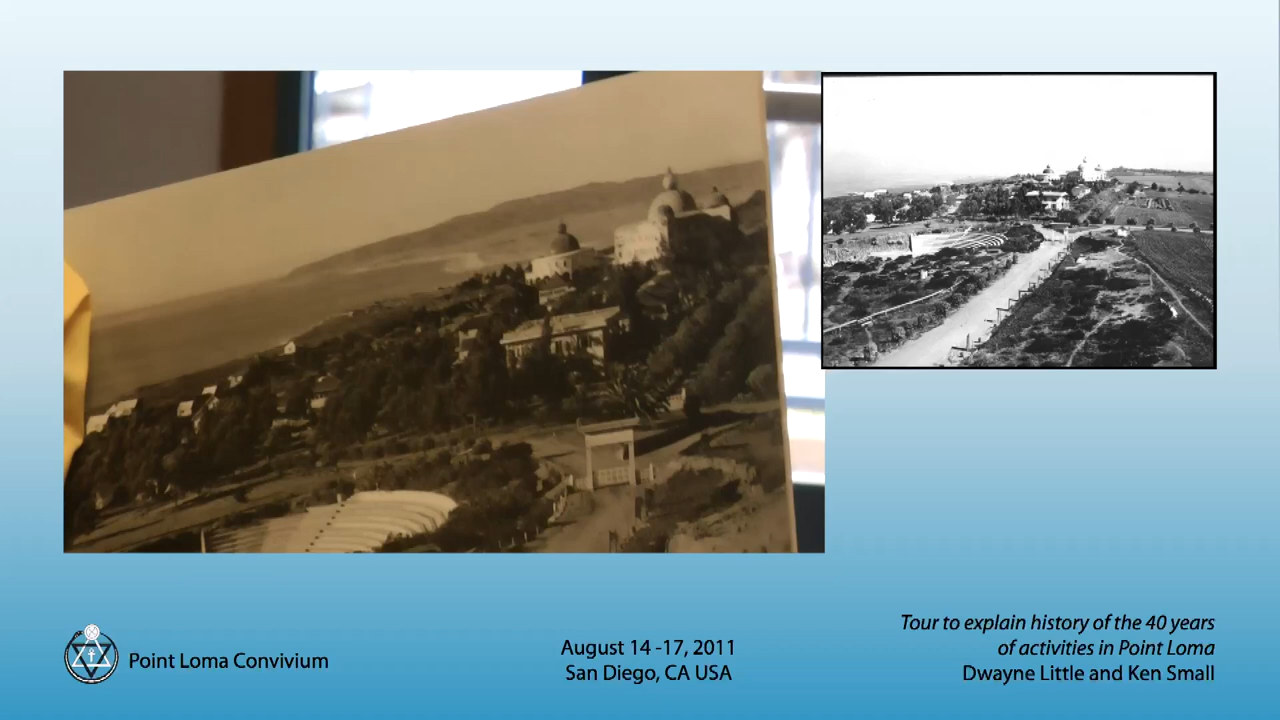 Point Loma Convivium
August 14 -17, 2011
San Diego, CA USA
Tour to explain history of the 40 years
of activities in Point Loma
Dwayne Little and Ken Small